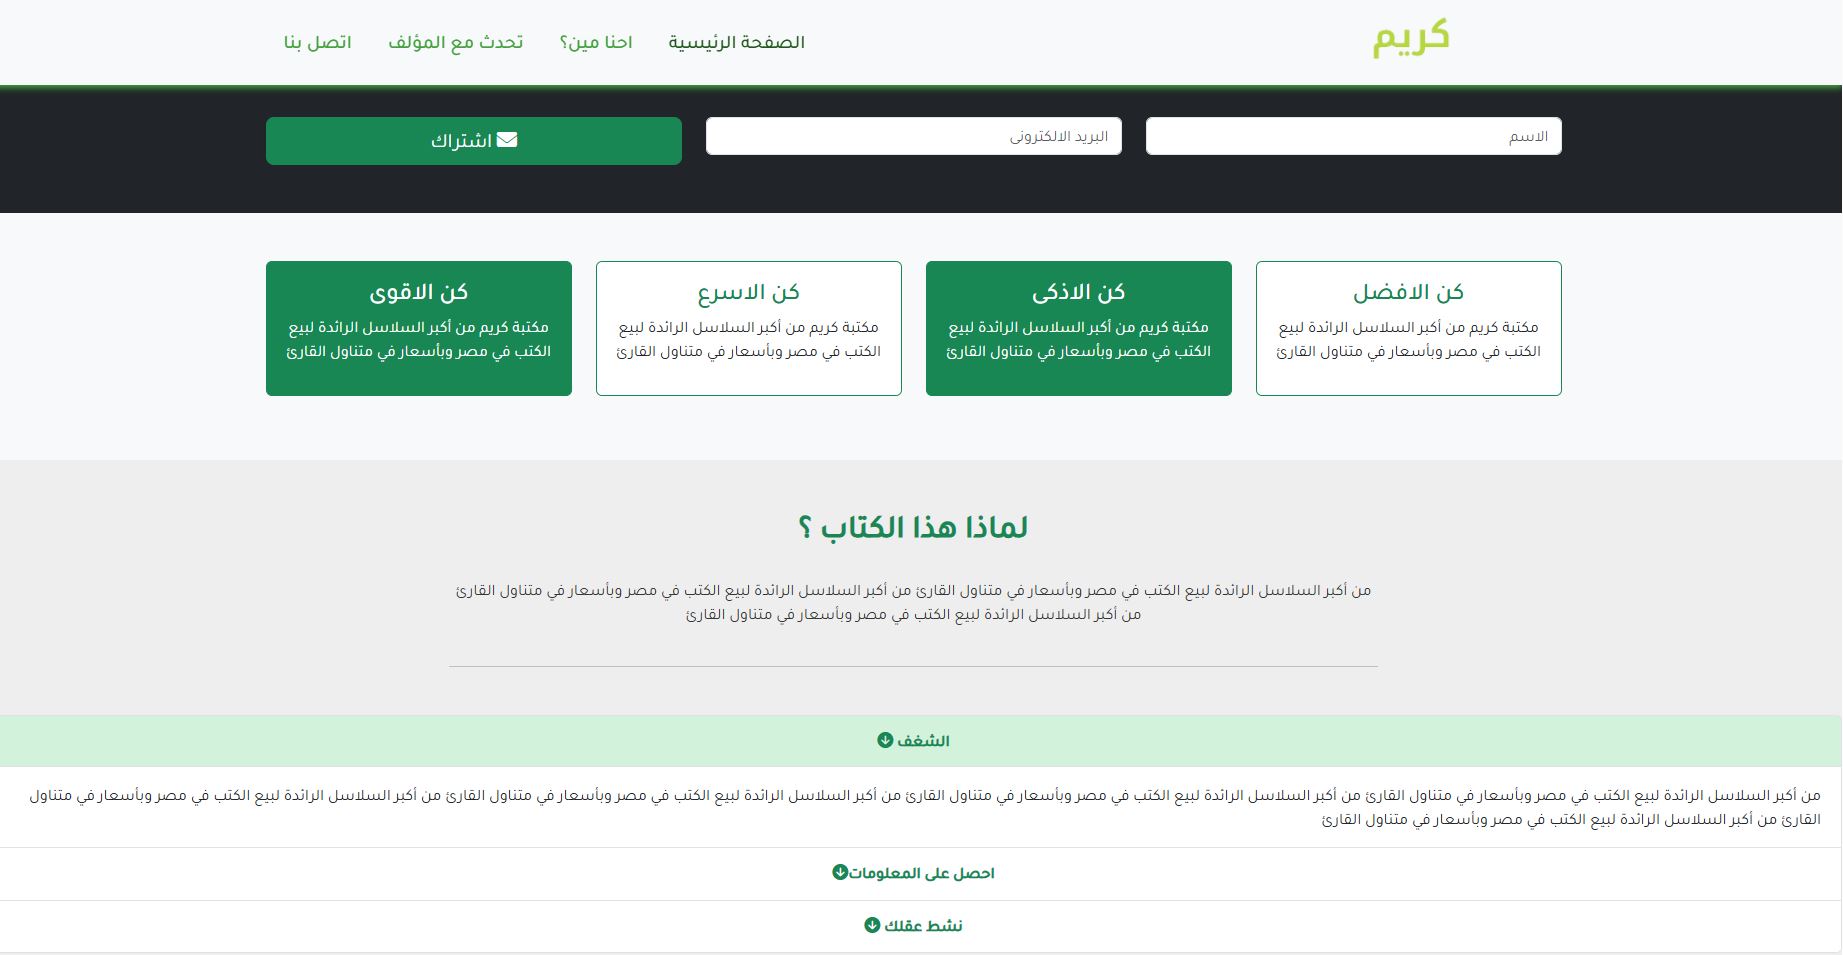 كريم
الصفحة الرئيسية
احنا مين؟
تحدث مع المؤلف
اتصل بنا
الاسم
البريد الالكترونى
اشتراك
كن الافضل
مكتبة كريم من أكبر السلاسل الرائدة لبيع
الكتب في مصر وبأسعار في متناول القارئ
كن الاذكى
مكتبة كريم من أكبر السلاسل الرائدة لبيع
الكتب في مصر وبأسعار في متناول القارئ
كن الاسرع
مكتبة كريم من أكبر السلاسل الرائدة لبيع
الكتب في مصر وبأسعار في متناول القارئ
كن الاقوى
مكتبة كريم من أكبر السلاسل الرائدة لبيع
الكتب في مصر وبأسعار في متناول القارئ
لماذا هذا الكتاب ؟
من أكبر السلاسل الرائدة لبيع الكتب في مصر وبأسعار في متناول القارئ من أكبر السلاسل الرائدة لبيع الكتب في مصر وبأسعار في متناول القارئ
من أكبر السلاسل الرائدة لبيع الكتب في مصر وبأسعار في متناول القارئ
الشغف
من أكبر السلاسل الرائدة لبيع الكتب في مصر وبأسعار في متناول القارئ من أكبر السلاسل الرائدة لبيع الكتب في مصر وبأسعار في متناول القارئ من أكبر السلاسل الرائدة لبيع الكتب في مصر وبأسعار في متناول القارئ من أكبر السلاسل الرائدة لبيع الكتب في مصر وبأسعار في متناول
القارئ من أكبر السلاسل الرائدة لبيع الكتب في مصر وبأسعار في متناول القارئ
احصل على المعلومات
نشط عقلك